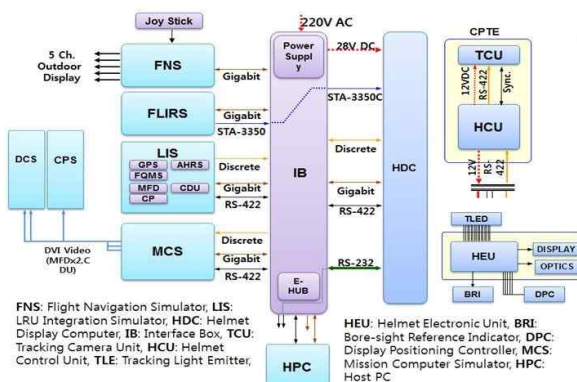 Joy Stick
220V AC
5 Ch.
Outdoor
Display
FNS
Gigabit
Power
Suppl
y
28V DC
FLIRS
Gigabit
STA-3350
STA-3350C
LIS
GPS
AHRS
FQMS
MFD
CDU
CP
Discrete
Gigabit
RS-422
IB
Discrete
Gigabit
RS-422
HDC
DCS
CPS
DVI Video
(MFDx2.C
DU)
MCS
Discrete
Gigabit
RS-422
RS-232
E-
HUB
HPC
CPTE
TCU
12VDC
RS-422
Sync.
HCU
12V
RS-
422
TLED
HEU
DISPLAY
OPTICS
BRI
DPC
FNS: Flight Navigation Simulator, LIS:
LRU Integration Simulator, HDC: Helmet
Display Computer, IB: Interface Box, TCU:
Tracking Camera Unit, HCU: Helmet
Control Unit, TLE: Tracking Light Emitter,
HEU: Helmet Electronic Unit, BRI:
Bore-sight Reference Indicator, DPC:
Display Positioning Controller, MCS:
Mission Computer Simulator, HPC:
Host PC